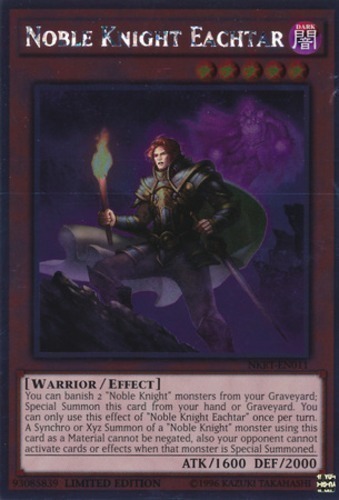 NOBLE KNIGHT EACHTAR
DARK
闇
NKRT-EN011
[WARRIOR/EFFECT]
You can banish 2 "Noble Knight" monsters from your Graveyard;
Special Summon this card from your hand or Graveyard. You
can only use this effect of "Noble Knight Eachtar" once per turn.
A Synchro or Xyz Summon of a "Noble Knight" monster using
this card as a Material cannot be negated, also your opponent cannot
activate cards or effects when that monster is Special Summoned.
ATK/1600 DEF/2000
93085839 LIMITED EDITION ©1996 KAZUKI TAKAHASHI